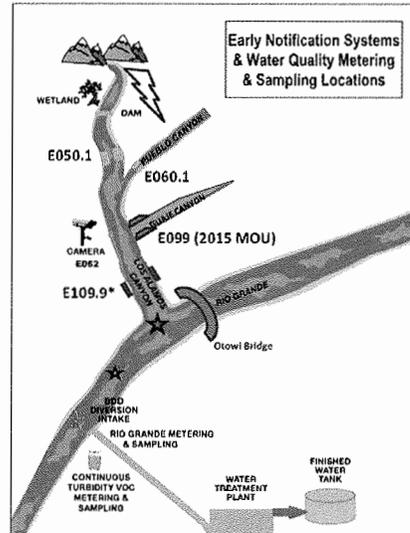 Early Notification Systems
& Water Quality Metering
& Sampling Locations
WETLAND
DAM
E050.1
PUEBLO CANYON
E060.1
GUAJE CANYON
E099 (2015 MOU)
CAMERA
E062
LOS ALAMOS
CANYON
E109.9*
RIO GRANDE
Otowi Bridge
BDD
DIVERSION
INTAKE
RIO GRANDE METERING
& SAMPLING
CONTINUOUS
TURBIDITY VOC
METERING &
SAMPLING
WATER
TREATMENT
PLANT
FINISHED
WATER
TANK